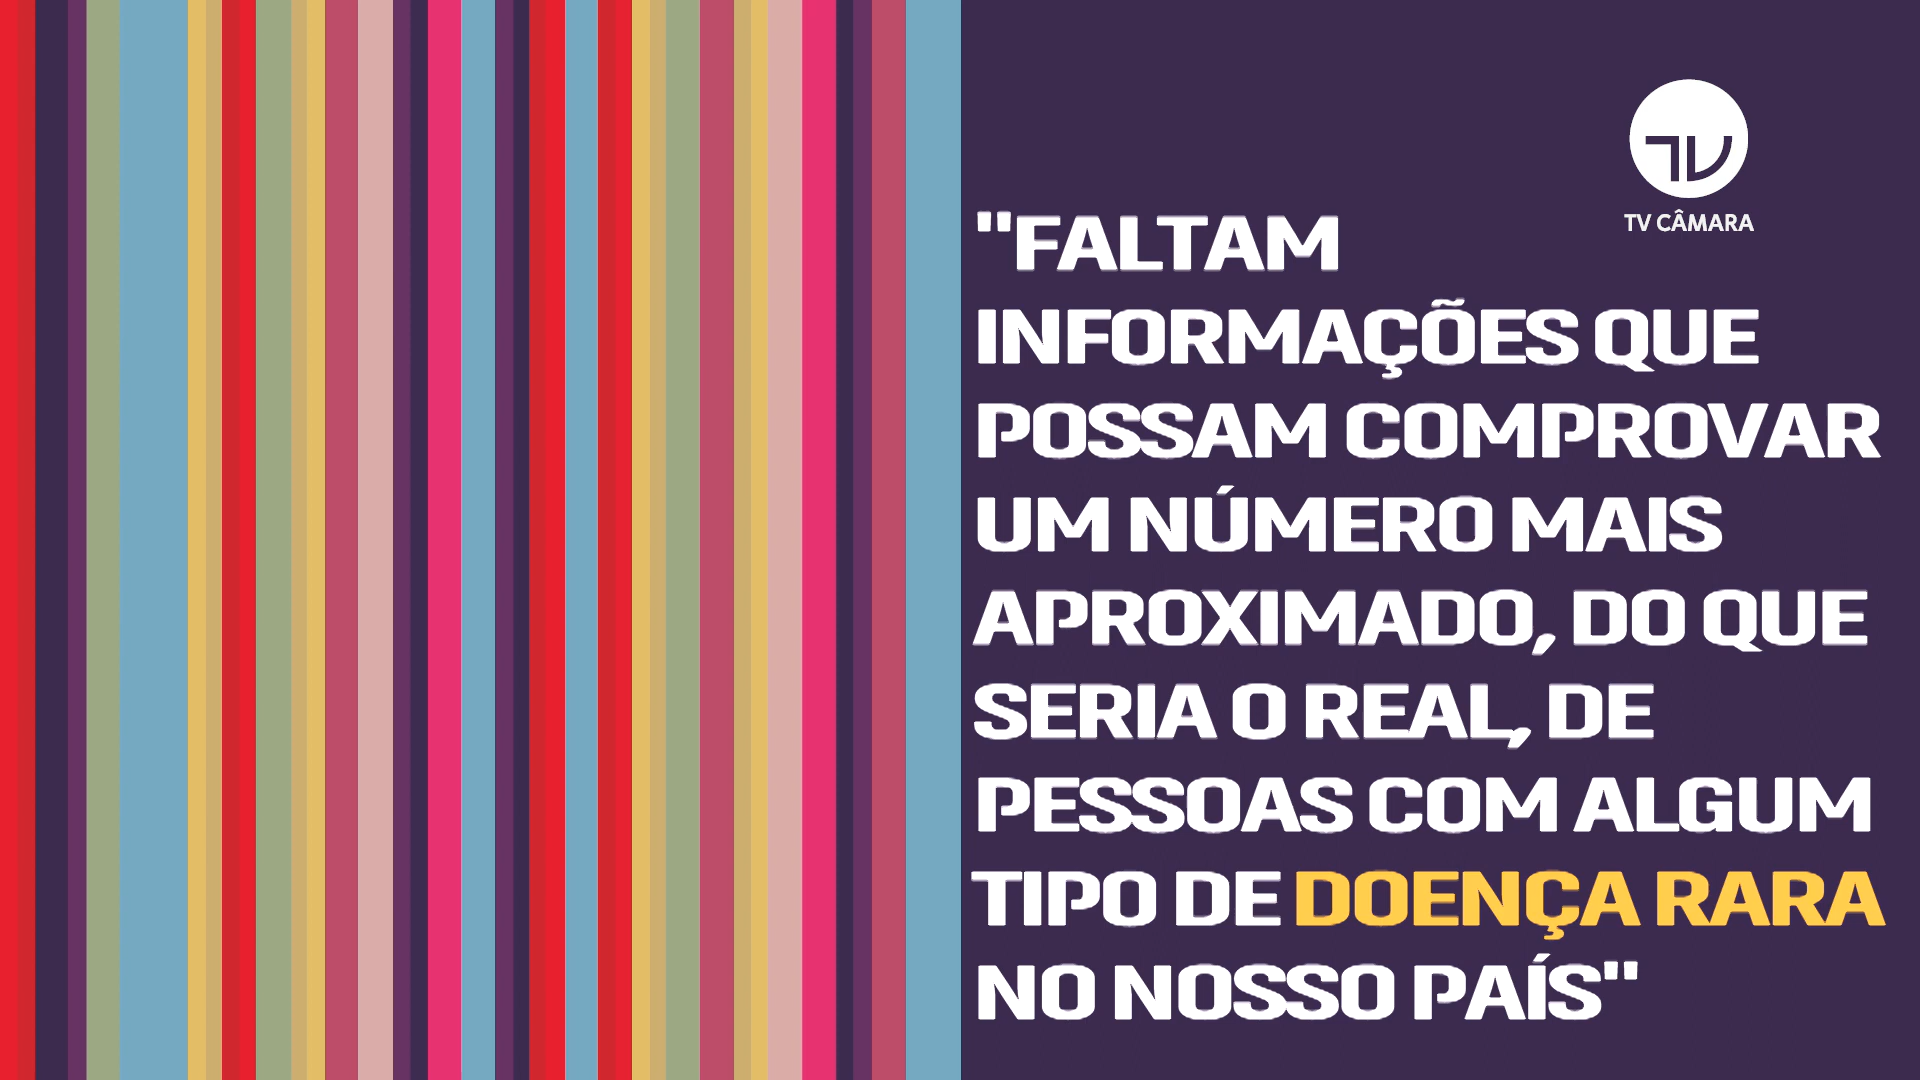 TV CÂMARA
"FALTAM
INFORMAÇÕES QUE
POSSAM COMPROVAR
UM NÚMERO MAIS
APROXIMADO, DO QUE
SERIA O REAL, DE
PESSOAS COM ALGUM
TIPO DE DOENÇA RARA
NO NOSSO PAÍS"